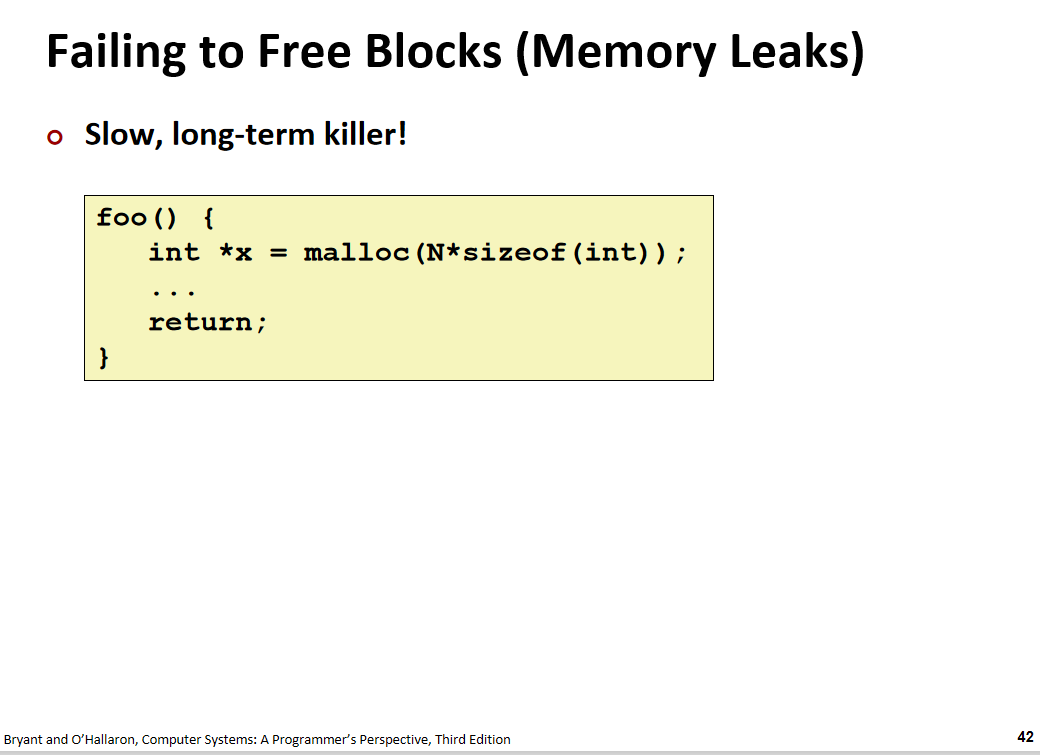 Failing to Free Blocks (Memory Leaks)
Slow, long-term killer!
foo() {
   int *x = malloc(N*sizeof(int));
   ...
   return;
}
Bryant and O’Hallaron, Computer Systems: A Programmer’s Perspective, Third Edition
42